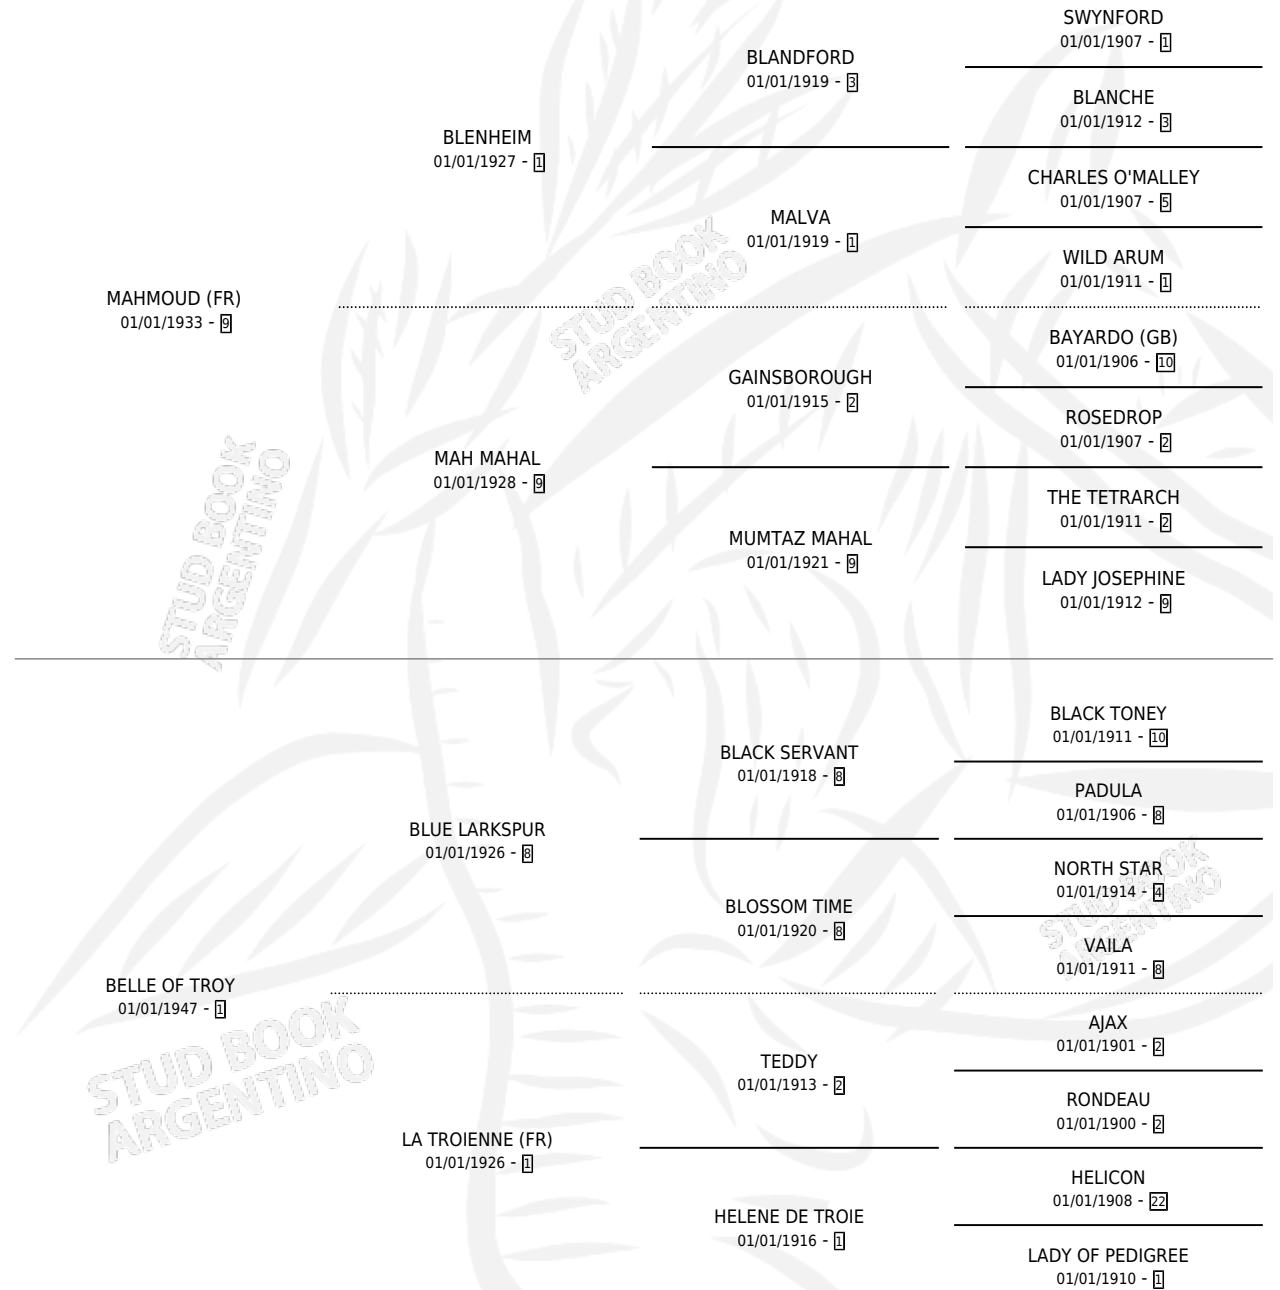 SWYNFORD
01/01/1907 - 1
BLANDFORD
01/01/1919 - 3
BLANCHE
01/01/1912 - 3
BLENHEIM
01/01/1927 - 1
CHARLES O'MALLEY
01/01/1907 - 5
MALVA
01/01/1919 - 1
WILD ARUM
01/01/1911 - 1
MAHMOUD (FR)
01/01/1933 - 9
BAYARDO (GB)
01/01/1906 - 10
GAINSBOROUGH
01/01/1915 - 2
ROSEDROP
01/01/1907 - 2
MAH MAHAL
01/01/1928 - 9
THE TETRARCH
01/01/1911 - 2
MUMTAZ MAHAL
01/01/1921 - 9
LADY JOSEPHINE
01/01/1912 - 9
STUD BOOK
ARGENTINO
STUD BOOK
ARGENTINO
BLACK TONEY
01/01/1911 - 10
BLACK SERVANT
01/01/1918 - 8
PADULA
01/01/1906 - 8
BLUE LARKSPUR
01/01/1926 - 8
NORTH STAR
01/01/1914 - 4
BLOSSOM TIME
01/01/1920 - 8
VAILA
01/01/1911 - 8
BELLE OF TROY
01/01/1947 - 1
AJAX
01/01/1901 - 2
TEDDY
01/01/1913 - 2
RONDEAU
01/01/1900 - 2
LA TROIENNE (FR)
01/01/1926 - 1
HELICON
01/01/1908 - 22
HELENE DE TROIE
01/01/1916 - 1
LADY OF PEDIGREE
01/01/1910 - 1
STUD BOOK
ARGENTINO
STUD BOOK
ARGENTINO